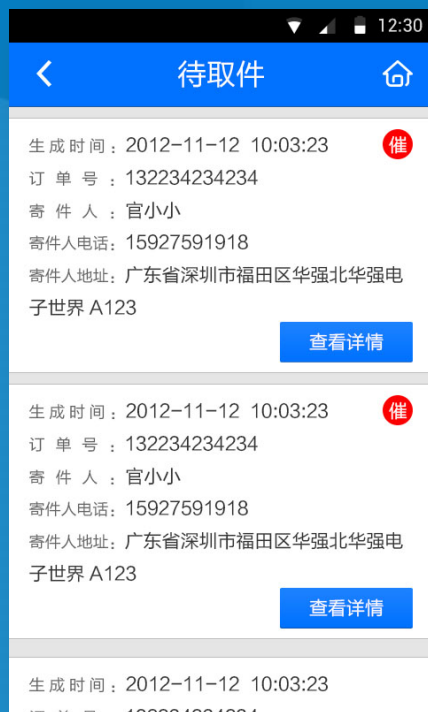 12:30
待取件
生成时间：2012-11-12 10:03:23 催
订单号：132234234234
寄件人：官小小
寄件人电话：15927591918
寄件人地址：广东省深圳市福田区华强北华强电
子世界 A123
查看详情
生成时间：2012-11-12 10:03:23 催
订单号：132234234234
寄件人：官小小
寄件人电话：15927591918
寄件人地址：广东省深圳市福田区华强北华强电
子世界 A123
查看详情
生成时间：2012-11-12 10:03:23